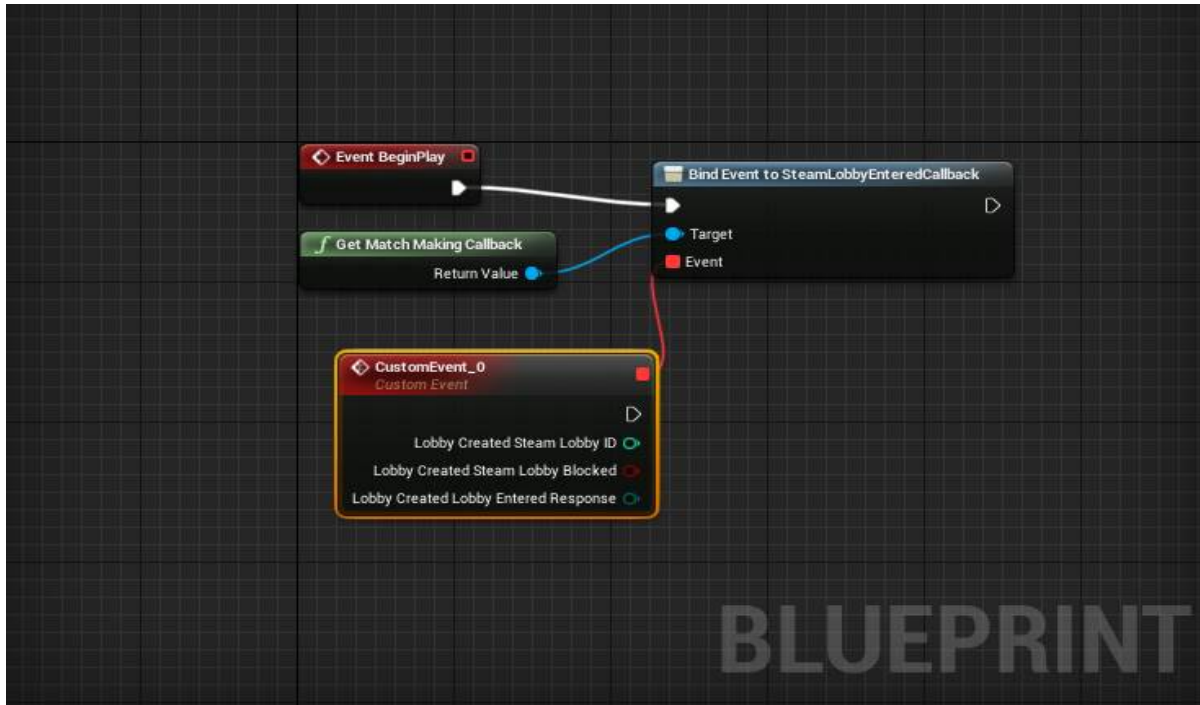 Event BeginPlay
Bind Event to SteamLobbyEnteredCallback
Target
Event
f Get Match Making Callback
Return Value
CustomEvent_0
Custom Event
Lobby Created Steam Lobby ID
Lobby Created Steam Lobby Blocked
Lobby Created Lobby Entered Response
BLUEPRINT